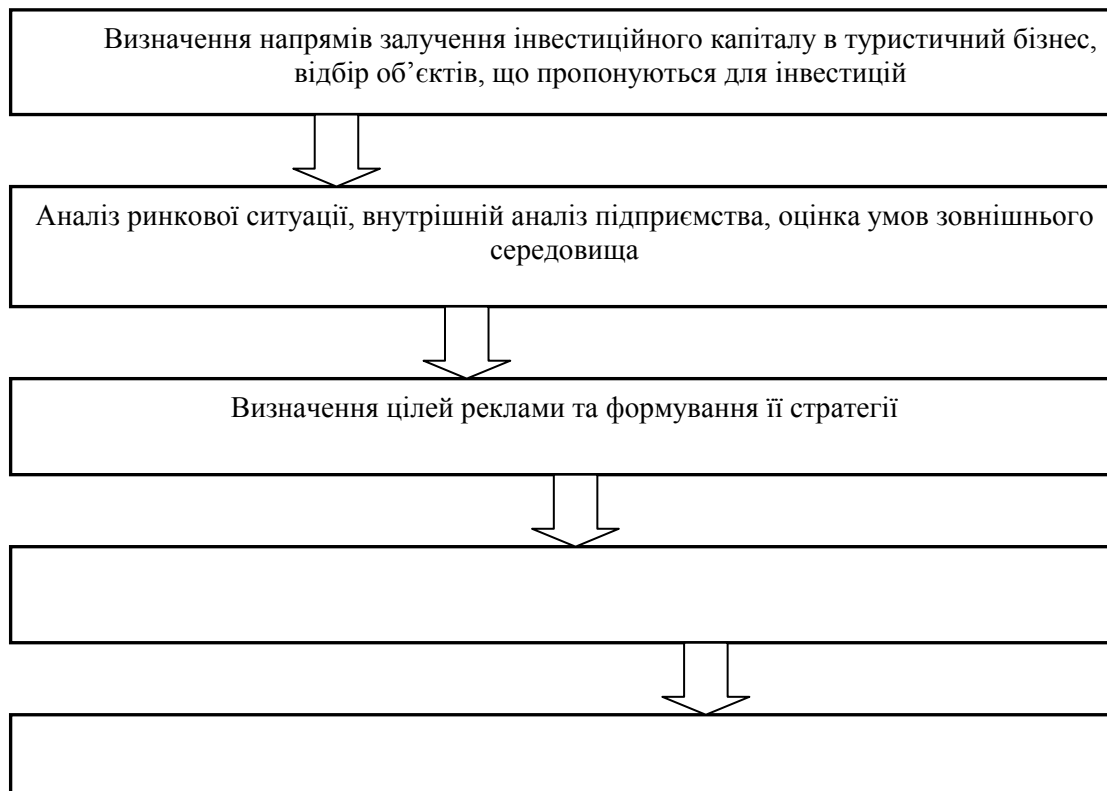 Визначення напрямів залучення інвестиційного капіталу в туристичний бізнес,
відбір об’єктів, що пропонуються для інвестицій
Аналіз ринкової ситуації, внутрішній аналіз підприємства, оцінка умов зовнішнього
середовища
Визначення цілей реклами та формування її стратегії